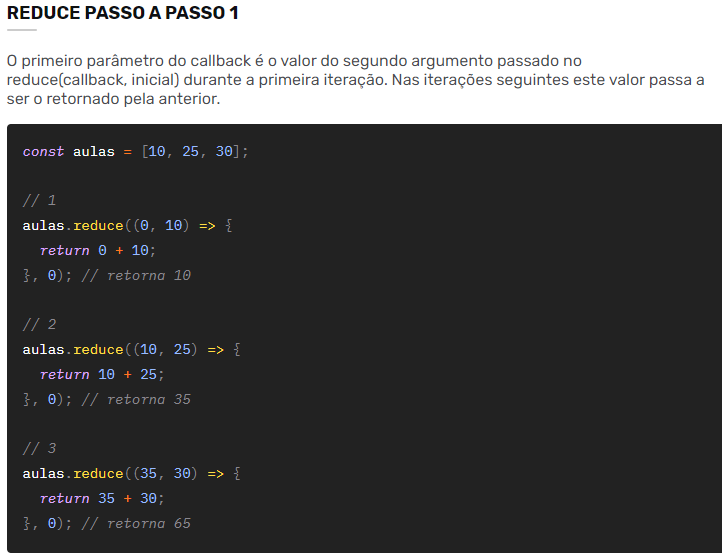 REDUCE PASSO A PASSO 1
O primeiro parâmetro do callback é o valor do segundo argumento passado no
reduce(callback, inicial) durante a primeira iteração. Nas iterações seguintes este valor passa a
ser o retornado pela anterior.
const aulas = [10, 25, 30];
// 1
aulas.reduce((0, 10) => {
  return 0 + 10;
}, 0); // retorna 10
// 2
aulas.reduce((10, 25) => {
  return 10 + 25;
}, 0); // retorna 35
// 3
aulas.reduce((35, 30) => {
  return 35 + 30;
}, 0); // retorna 65